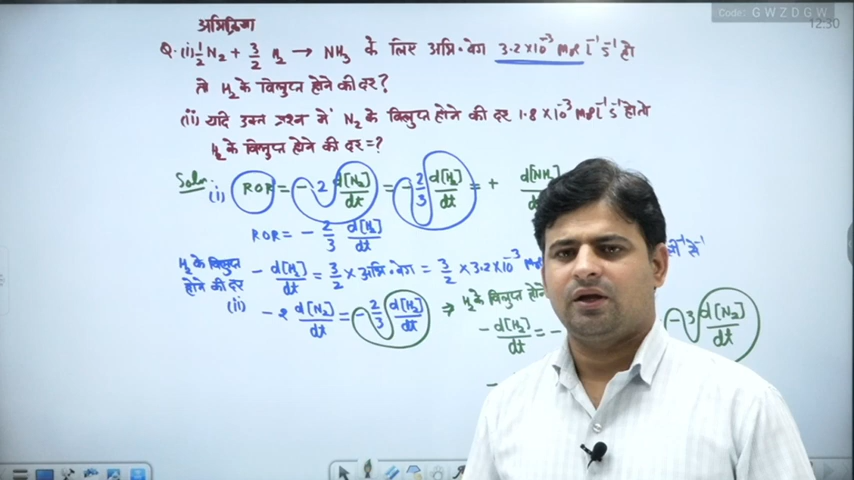 Code: G W Z D G W
12:30
अभिक्रिया
Q. (i) ½N₂ + 3/2 H₂ → NH₃ के लिए अभि. वेग 3.2×10⁻³ Mol l⁻¹ s⁻¹ हो
तो H₂ के विलुप्त होने की दर?
(ii) यदि उक्त प्रश्न में N₂ के विलुप्त होने की दर 1.8×10⁻³ Mol l⁻¹ s⁻¹ हो तो
H₂ के विलुप्त होने की दर = ?
Soln. (i) ROR = - 2 d[N₂]/dt = - 2/3 d[H₂]/dt = + d[NH₃]
ROR = - 2/3 d[H₂]/dt
H₂ के विलुप्त होने की दर - d[H₂]/dt = 3/2 × अभि. वेग = 3/2 × 3.2×10⁻³
(ii) - 2 d[N₂]/dt = - 2/3 d[H₂]/dt ⇒ H₂ के विलुप्त होने
- d[H₂]/dt = - - 3 d[N₂]/dt